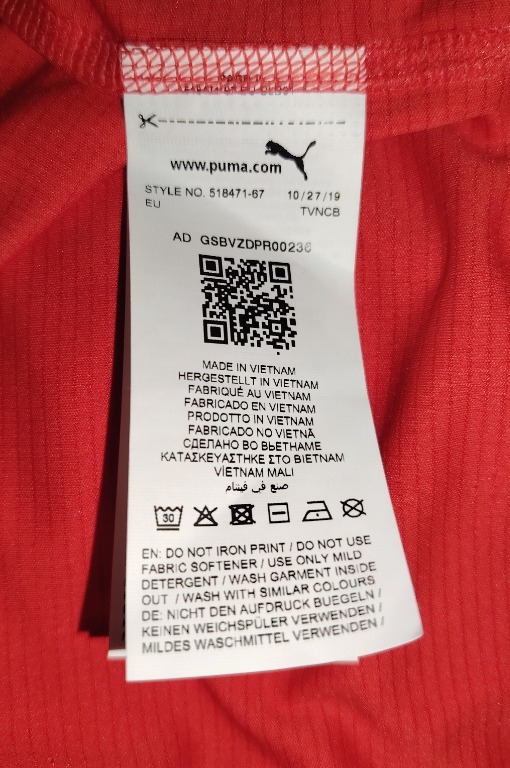 www.puma.com
STYLE NO. 518471-67 10/27/19
EU TVNCB
AD GSBVZDPR00236
MADE IN VIETNAM
HERGESTELLT IN VIETNAM
FABRIQUÉ AU VIETNAM
FABRICADO EN VIETNAM
PRODOTTO IN VIETNAM
FABRICADO NO VIETNÃ
СДЕЛАНО ВО ВЬЕТНАМЕ
ΚΑΤΑΣΚΕΥΑΣΤΗΚΕ ΣΤΟ ΒΙΕΤΝΑΜ
VİETNAM MALI
صنع في فيتنام
30
EN: DO NOT IRON PRINT / DO NOT USE
FABRIC SOFTENER / USE ONLY MILD
DETERGENT / WASH GARMENT INSIDE
OUT / WASH WITH SIMILAR COLOURS
DE: NICHT DEN AUFDRUCK BUEGELN /
KEINEN WEICHSPÜLER VERWENDEN /
MILDES WASCHMITTEL VERWENDEN /